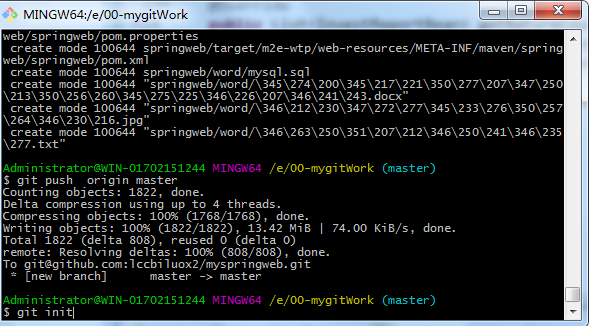 MINGW64:/e/00-mygitWork
web/springweb/pom.properties
 create mode 100644 springweb/target/m2e-wtp/web-resources/META-INF/maven/spring
web/springweb/pom.xml
 create mode 100644 springweb/word/mysql.sql
 create mode 100644 "springweb/word/\345\274\200\345\217\221\350\277\207\347\250
\213\350\256\260\345\275\225\346\226\207\346\241\243.docx"
 create mode 100644 "springweb/word/\346\212\230\347\272\277\345\233\276\350\257
\264\346\230\216.jpg"
 create mode 100644 "springweb/word/\346\263\250\351\207\212\346\250\241\346\235
\277.txt"
Administrator@WIN-01702151244 MINGW64 /e/00-mygitWork (master)
$ git push  origin master
Counting objects: 1822, done.
Delta compression using up to 4 threads.
Compressing objects: 100% (1768/1768), done.
Writing objects: 100% (1822/1822), 13.42 MiB | 74.00 KiB/s, done.
Total 1822 (delta 808), reused 0 (delta 0)
remote: Resolving deltas: 100% (808/808), done.
To git@github.com:lccbiluox2/myspringweb.git
 * [new branch]      master -> master
Administrator@WIN-01702151244 MINGW64 /e/00-mygitWork (master)
$ git init